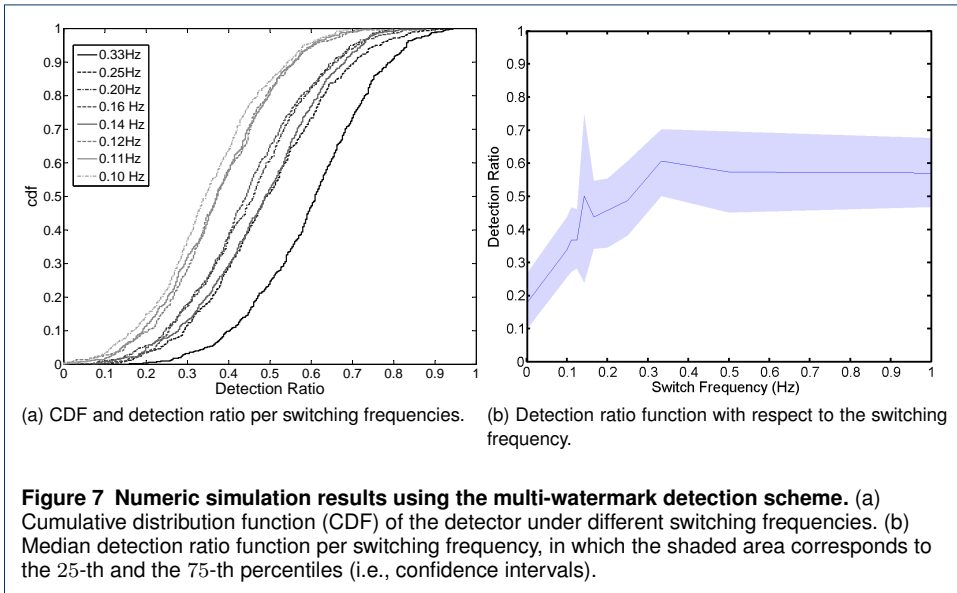 1
0.9
0.8
0.7
0.6
0.5
0.4
0.3
0.2
0.1
0
cdf
0.33Hz
0.25Hz
0.20Hz
0.16 Hz
0.14 Hz
0.12Hz
0.11Hz
0.10 Hz
0 0.1 0.2 0.3 0.4 0.5 0.6 0.7 0.8 0.9 1
Detection Ratio
(a) CDF and detection ratio per switching frequencies.
1
0.9
0.8
0.7
0.6
0.5
0.4
0.3
0.2
0.1
0
Detection Ratio
0 0.1 0.2 0.3 0.4 0.5 0.6 0.7 0.8 0.9 1
Switch Frequency (Hz)
(b) Detection ratio function with respect to the switching
frequency.
Figure 7 Numeric simulation results using the multi-watermark detection scheme. (a)
Cumulative distribution function (CDF) of the detector under different switching frequencies. (b)
Median detection ratio function per switching frequency, in which the shaded area corresponds to
the 25-th and the 75-th percentiles (i.e., confidence intervals).